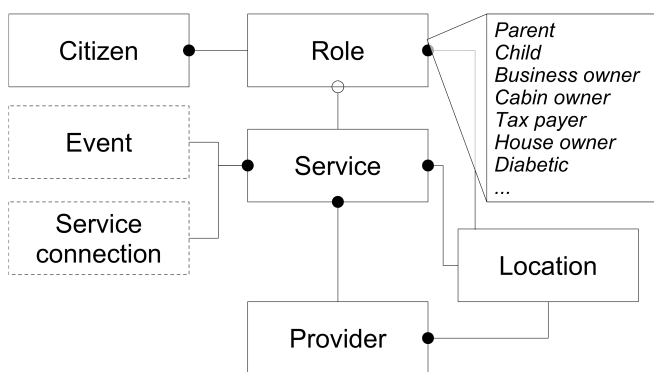 Citizen
Role
Parent
Child
Business owner
Cabin owner
Tax payer
House owner
Diabetic
...
Event
Service
Service
connection
Location
Provider